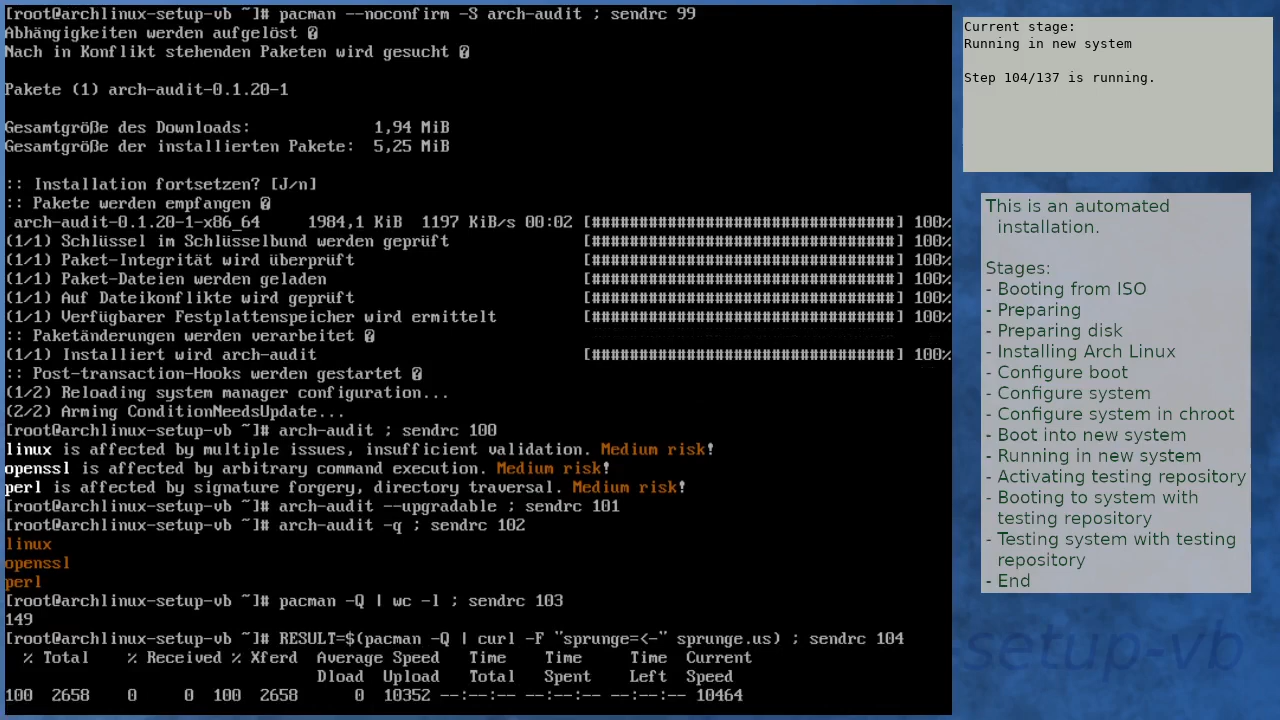 [root@archlinux-setup-vb ~]# pacman --noconfirm -S arch-audit ; sendrc 99
Abhängigkeiten werden aufgelöst �
Nach in Konflikt stehenden Paketen wird gesucht �
Pakete (1) arch-audit-0.1.20-1
Gesamtgröße des Downloads:             1,94 MiB
Gesamtgröße der installierten Pakete:  5,25 MiB
:: Installation fortsetzen? [J/n]
:: Pakete werden empfangen �
arch-audit-0.1.20-1-x86_64     1984,1 KiB  1197 KiB/s 00:02 [################################] 100%
(1/1) Schlüssel im Schlüsselbund werden geprüft [################################] 100%
(1/1) Paket-Integrität wird überprüft [################################] 100%
(1/1) Paket-Dateien werden geladen [################################] 100%
(1/1) Auf Dateikonflikte wird geprüft [################################] 100%
(1/1) Verfügbarer Festplattenspeicher wird ermittelt [################################] 100%
:: Paketänderungen werden verarbeitet �
(1/1) Installiert wird arch-audit [################################] 100%
:: Post-transaction-Hooks werden gestartet �
(1/2) Reloading system manager configuration...
(2/2) Arming ConditionNeedsUpdate...
[root@archlinux-setup-vb ~]# arch-audit ; sendrc 100
linux is affected by multiple issues, insufficient validation. Medium risk!
openssl is affected by arbitrary command execution. Medium risk!
perl is affected by signature forgery, directory traversal. Medium risk!
[root@archlinux-setup-vb ~]# arch-audit --upgradable ; sendrc 101
[root@archlinux-setup-vb ~]# arch-audit -q ; sendrc 102
linux
openssl
perl
[root@archlinux-setup-vb ~]# pacman -Q | wc -l ; sendrc 103
149
[root@archlinux-setup-vb ~]# RESULT=$(pacman -Q | curl -F "sprunge=<-" sprunge.us) ; sendrc 104
% Total    % Received % Xferd  Average Speed   Time    Time     Time  Current
Dload  Upload   Total   Spent    Left  Speed
100  2658    0     0  100  2658      0  10352 --:--:-- --:--:-- --:--:-- 10464
Current stage:
Running in new system
Step 104/137 is running.
This is an automated
installation.
Stages:
- Booting from ISO
- Preparing
- Preparing disk
- Installing Arch Linux
- Configure boot
- Configure system
- Configure system in chroot
- Boot into new system
- Running in new system
- Activating testing repository
- Booting to system with
testing repository
- Testing system with testing
repository
- End
-setup-vb